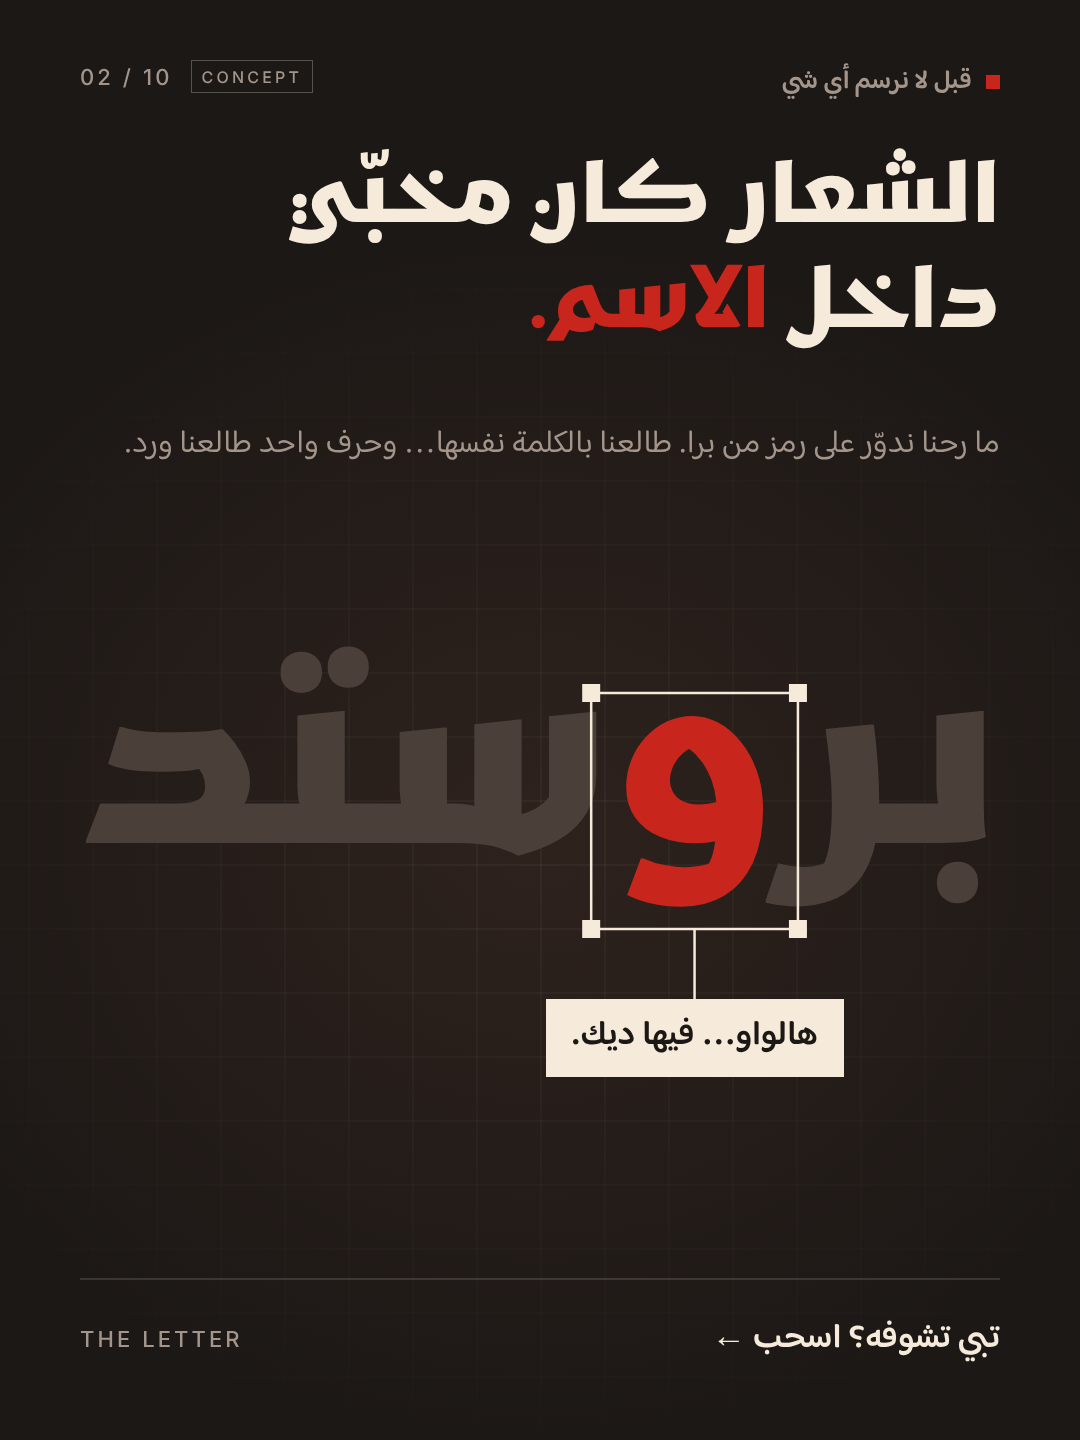 قبل لا نرسم أي شي
02 / 10 CONCEPT
الشعار كان مخبّي
داخل الاسم.
ما رحنا ندوّر على رمز من برا. طالعنا بالكلمة نفسها... وحرف واحد طالعنا ورد.
بروستد
هالواو... فيها ديك.
تبي تشوفه؟ اسحب ←
THE LETTER